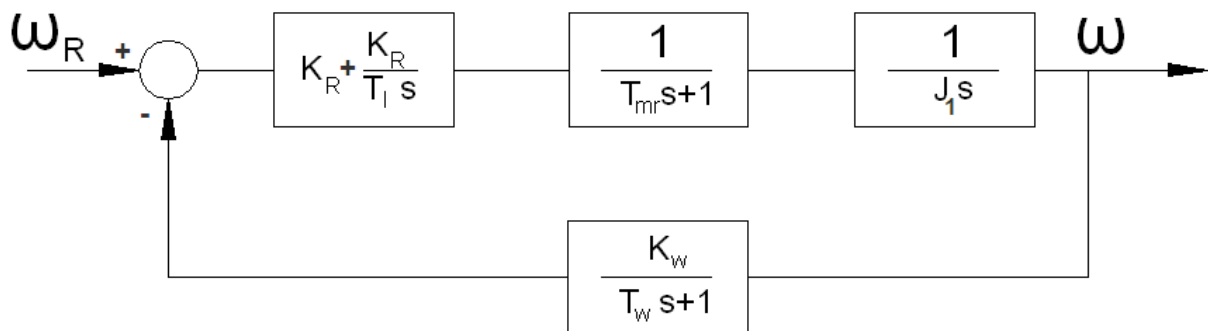 ω_R
+
-
K_R + K_R / T_I s
1 / T_mr s+1
1 / J_1 s
ω
K_w / T_w s+1